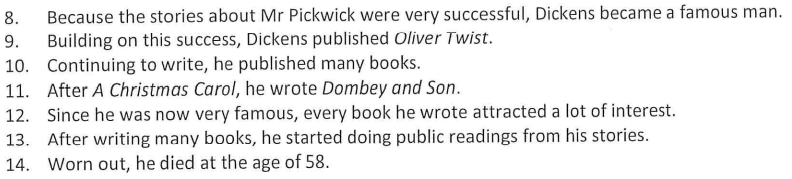 8. Because the stories about Mr Pickwick were very successful, Dickens became a famous man.
9. Building on this success, Dickens published Oliver Twist.
10. Continuing to write, he published many books.
11. After A Christmas Carol, he wrote Dombey and Son.
12. Since he was now very famous, every book he wrote attracted a lot of interest.
13. After writing many books, he started doing public readings from his stories.
14. Worn out, he died at the age of 58.